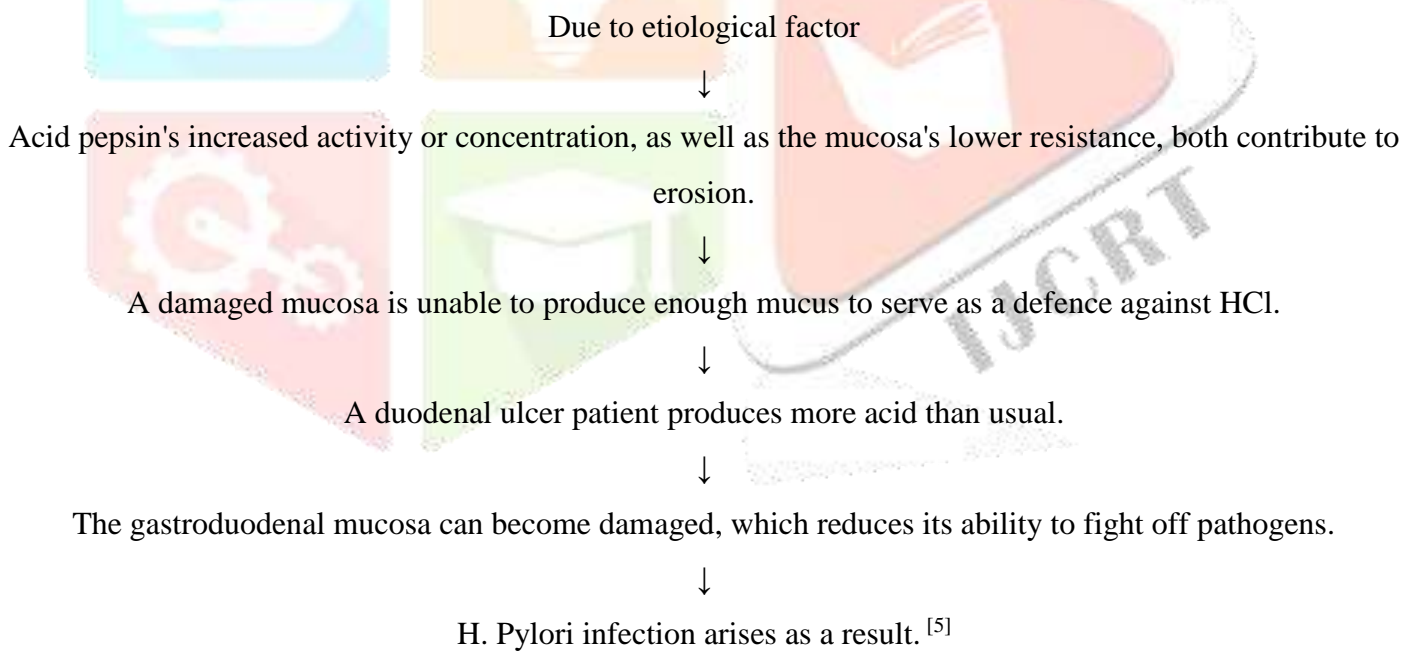 Due to etiological factor
↓
Acid pepsin's increased activity or concentration, as well as the mucosa's lower resistance, both contribute to
erosion.
↓
A damaged mucosa is unable to produce enough mucus to serve as a defence against HCl.
↓
A duodenal ulcer patient produces more acid than usual.
↓
The gastroduodenal mucosa can become damaged, which reduces its ability to fight off pathogens.
↓
H. Pylori infection arises as a result. [5]
IJCRT